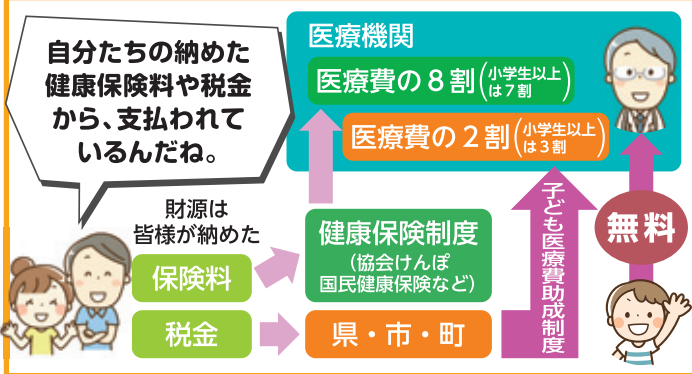 自分たちの納めた
健康保険料や税金
から、支払われて
いるんだね。
医療機関
医療費の8割(小学生以上
は7割)
医療費の2割(小学生以上
は3割)
財源は
皆様が納めた
保険料
税金
健康保険制度
(協会けんぽ
国民健康保険など)
県・市・町
子ども医療費助成制度
無料